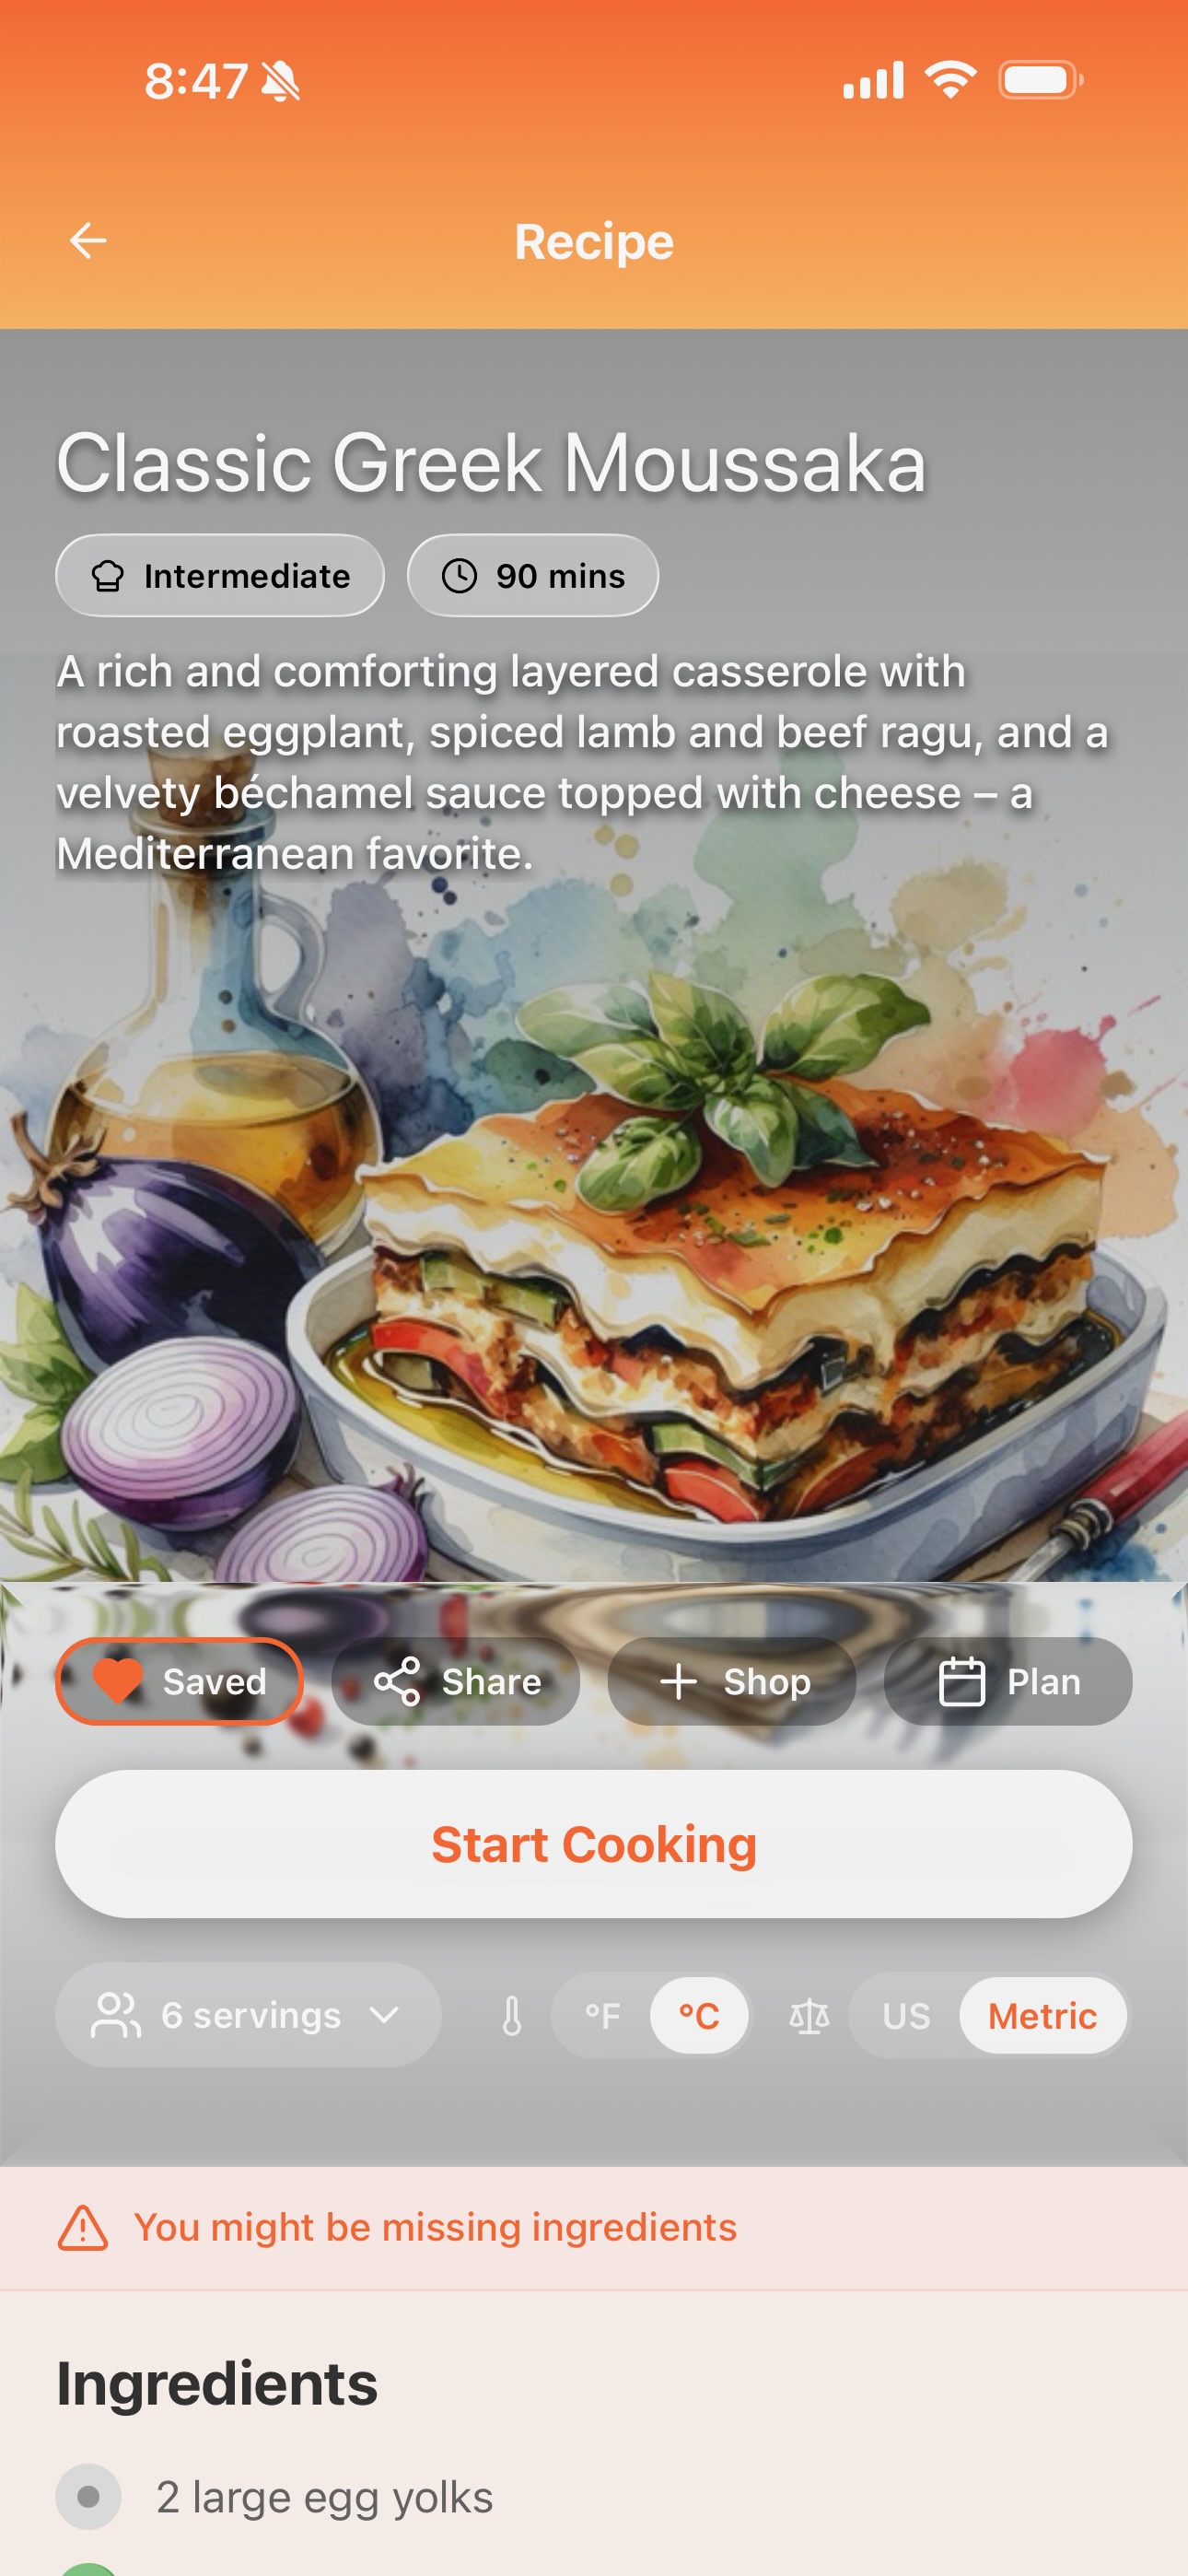 8:47
Recipe
Classic Greek Moussaka
Intermediate
90 mins
A rich and comforting layered casserole with
roasted eggplant, spiced lamb and beef ragu, and a
velvety béchamel sauce topped with cheese – a
Mediterranean favorite.
Saved
Share
Shop
Plan
Start Cooking
6 servings
°F
°C
US
Metric
You might be missing ingredients
Ingredients
2 large egg yolks